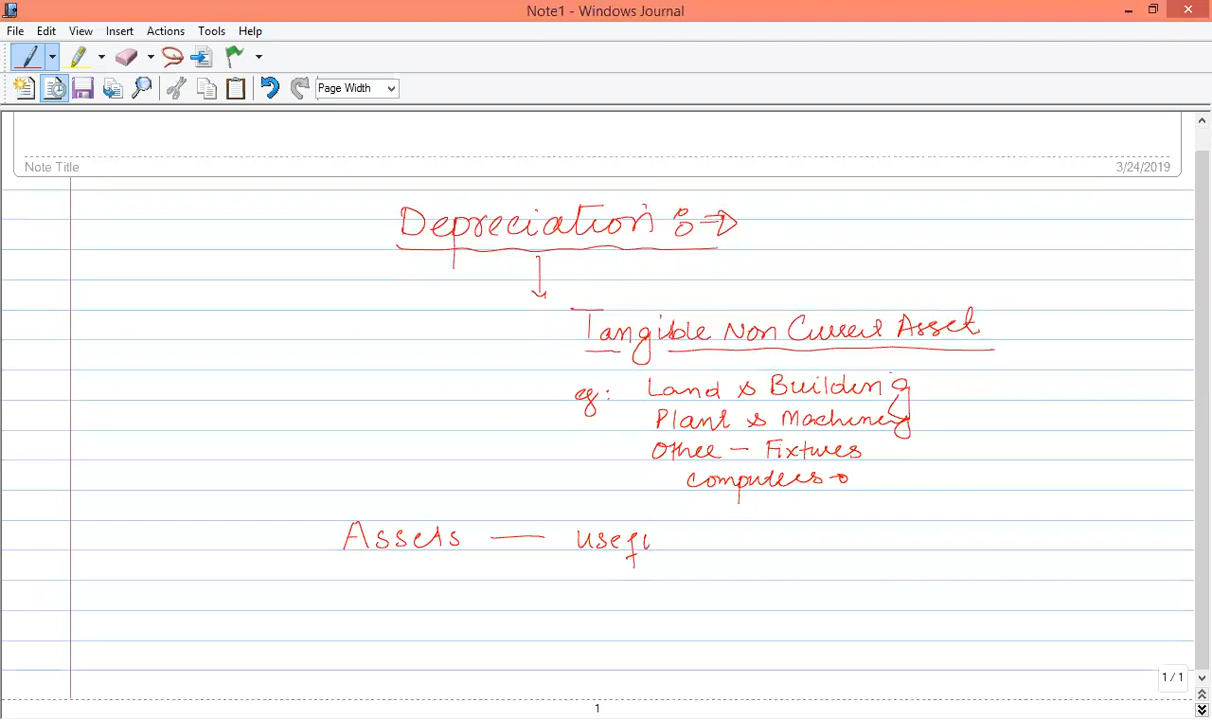 Note1 - Windows Journal
File Edit View Insert Actions Tools Help
Page Width
Note Title 3/24/2019
Depreciation :→
Tangible Non Current Asset
eg: Land & Building
Plant & Machinery
Other — Fixtures
Computers
Assets — usef
1 / 1
1